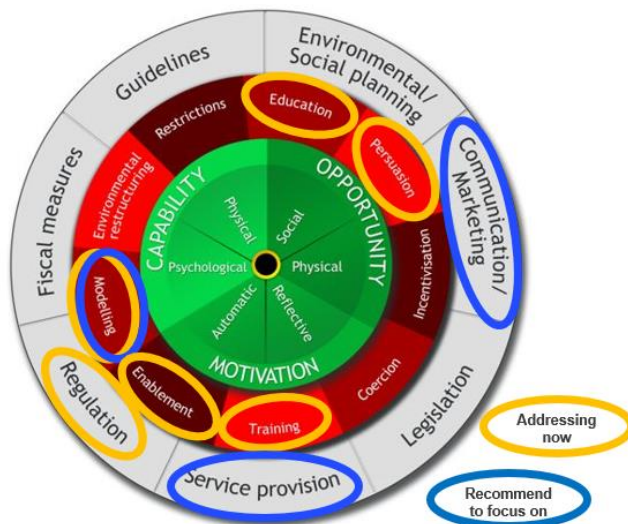 Environmental/
Social planning
Communication/
Marketing
Legislation
Service provision
Regulation
Fiscal measures
Guidelines
Education
Persuasion
Incentivisation
Coercion
Training
Enablement
Modelling
Environmental
restructuring
Restrictions
CAPABILITY
OPPORTUNITY
MOTIVATION
Physical
Social
Psychological
Physical
Automatic
Reflective
Addressing
now
Recommend
to focus on